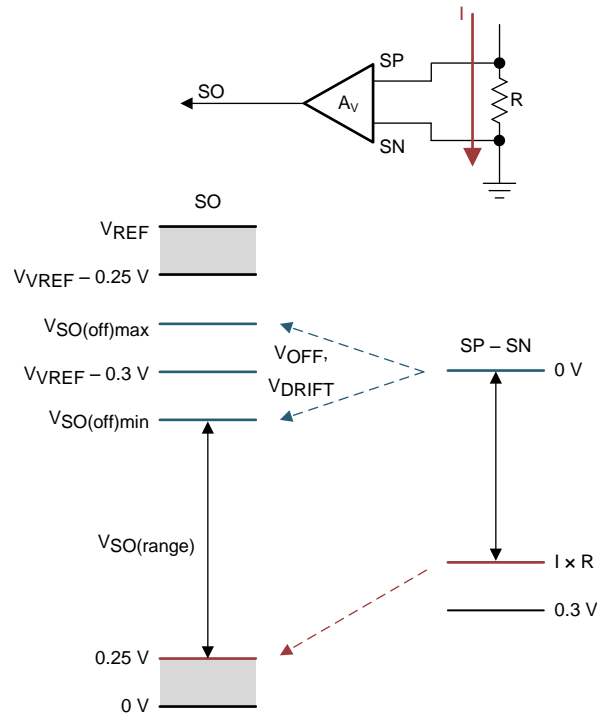 I
SP
SO
AV
R
SN
SO
VREF
VVREF – 0.25 V
VSO(off)max
VOFF,
SP – SN
VVREF – 0.3 V
0 V
VDRIFT
VSO(off)min
VSO(range)
I × R
0.3 V
0.25 V
0 V